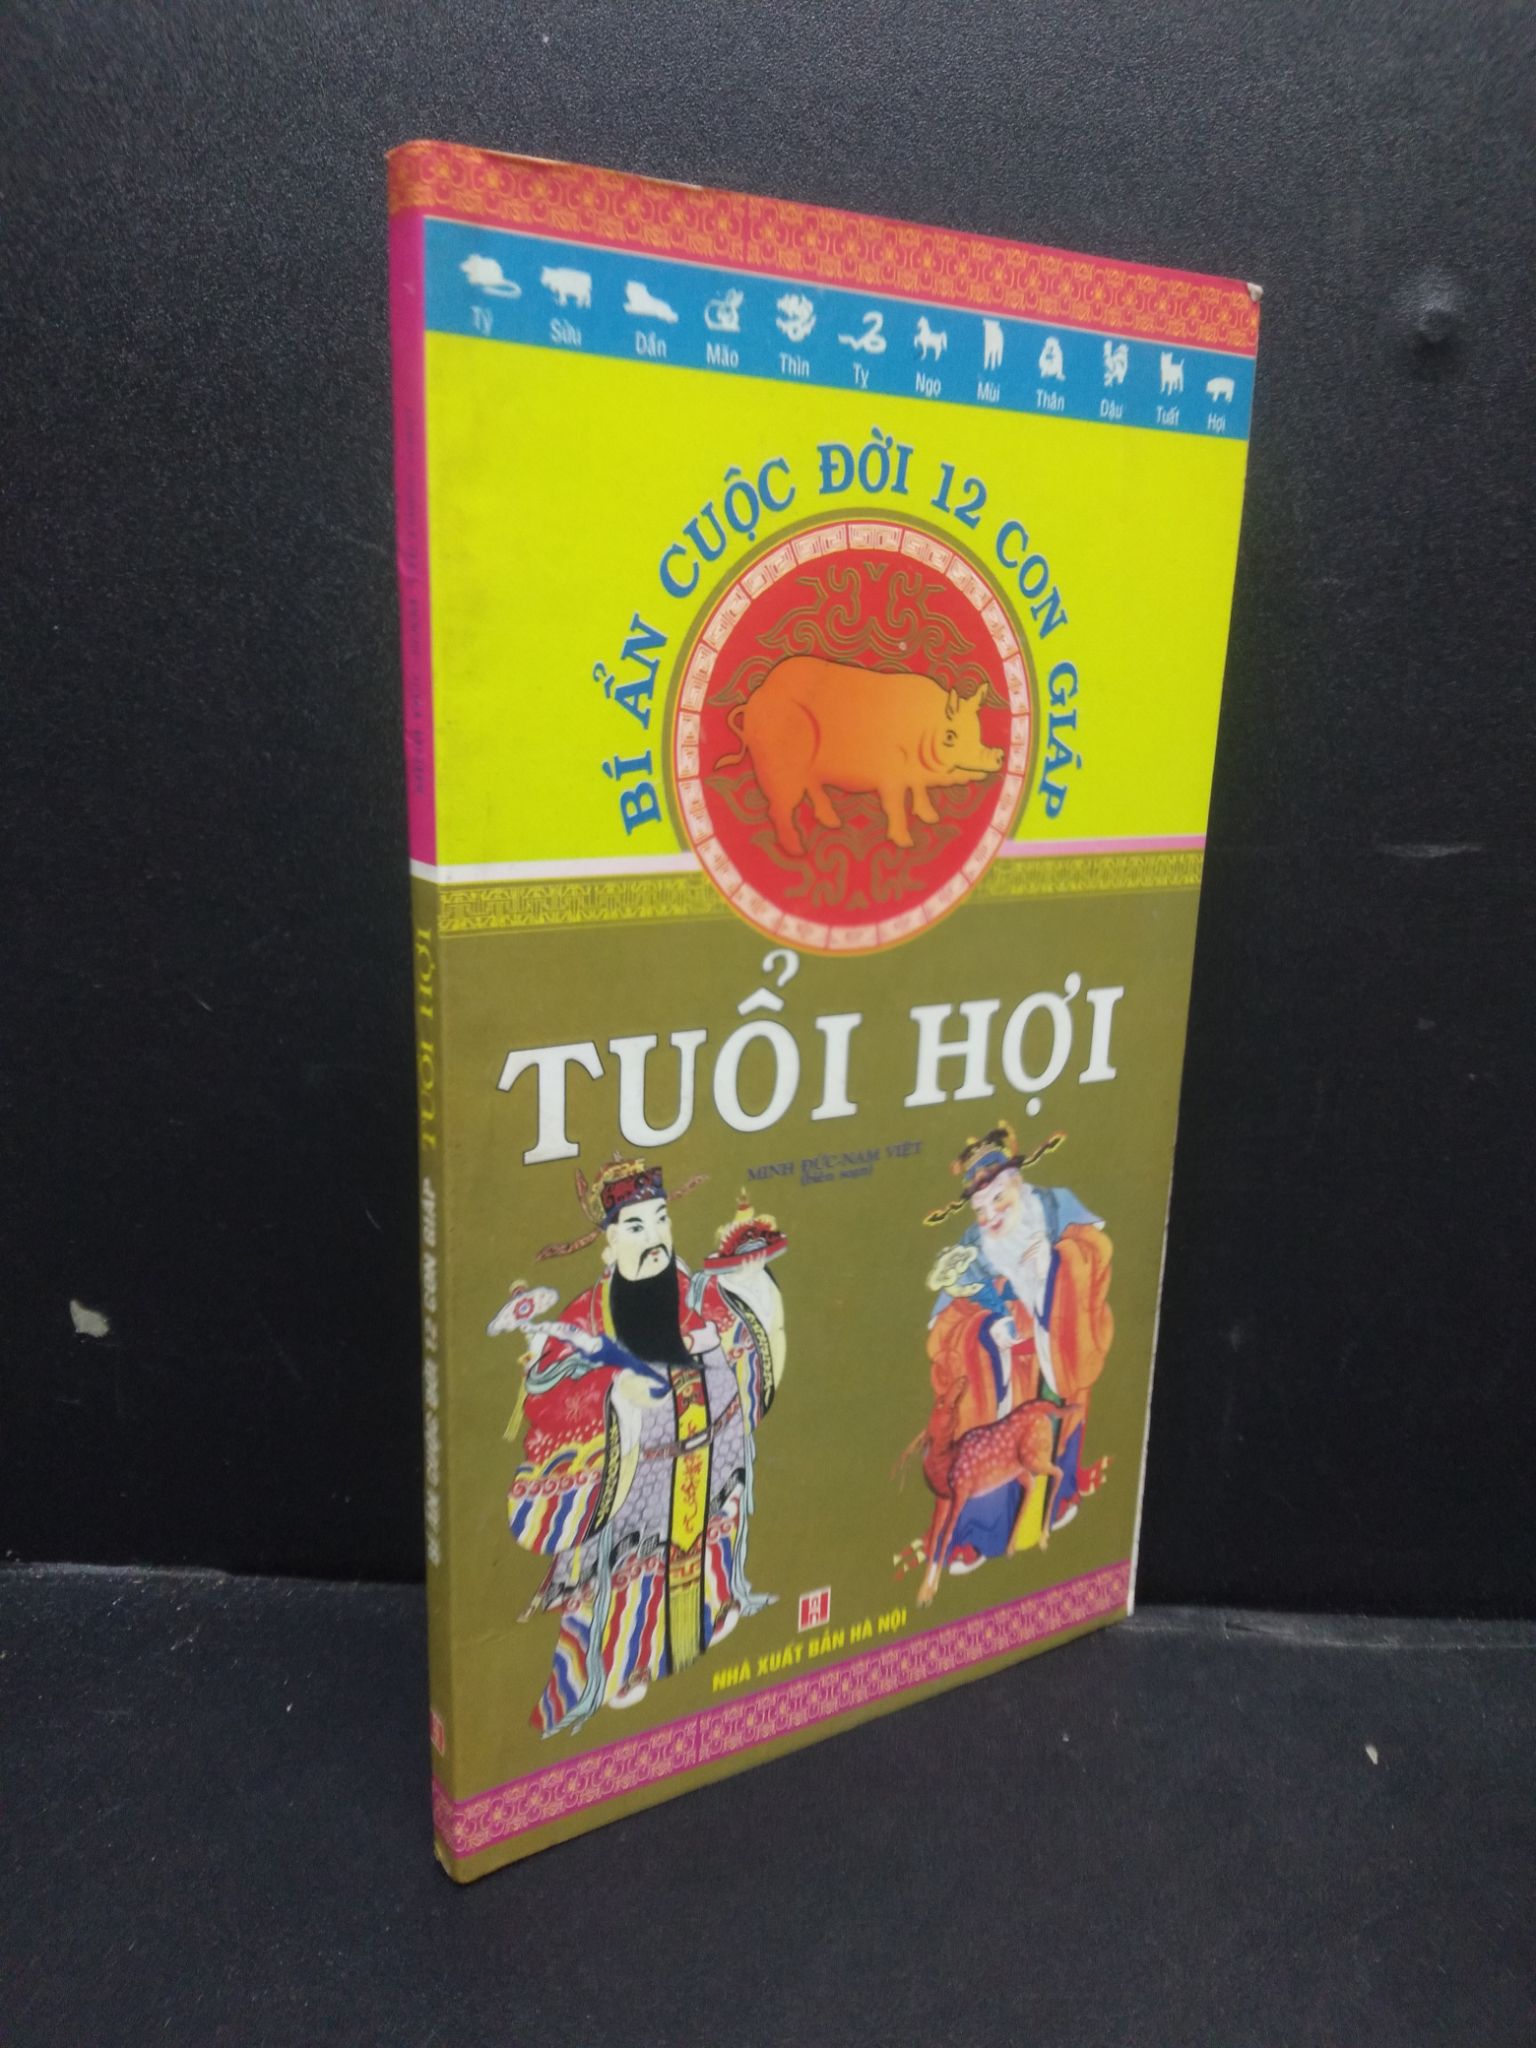 Tý Sửu Dần Mão Thìn Tỵ Ngọ Mùi Thân Dậu Tuất Hợi
BÍ ẨN CUỘC ĐỜI 12 CON GIÁP
TUỔI HỢI
MINH ĐỨC-NAM VIỆT
(biên soạn)
NHÀ XUẤT BẢN HÀ NỘI
BÍ ẨN CUỘC ĐỜI 12 CON GIÁP TUỔI HỢI